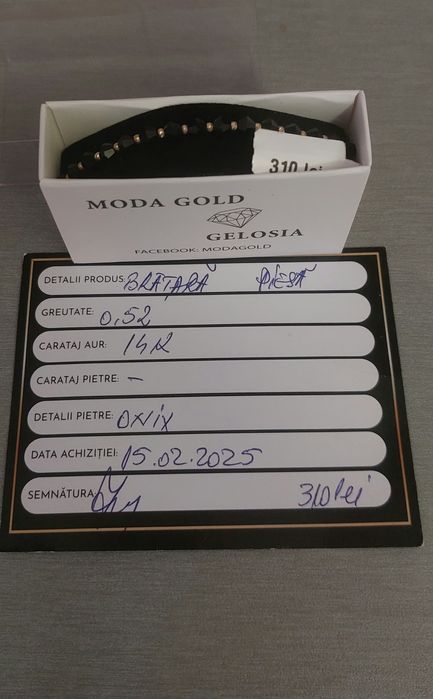 310 lei
MODA GOLD
GELOSIA
FACEBOOK: MODAGOLD
DETALII PRODUS: BRĂȚARĂ PIESĂ
GREUTATE: 0,52
CARATAJ AUR: 14K
CARATAJ PIETRE: –
DETALII PIETRE: ONIX
DATA ACHIZIȚIEI: 15.02.2025
SEMNĂTURA: 310 lei